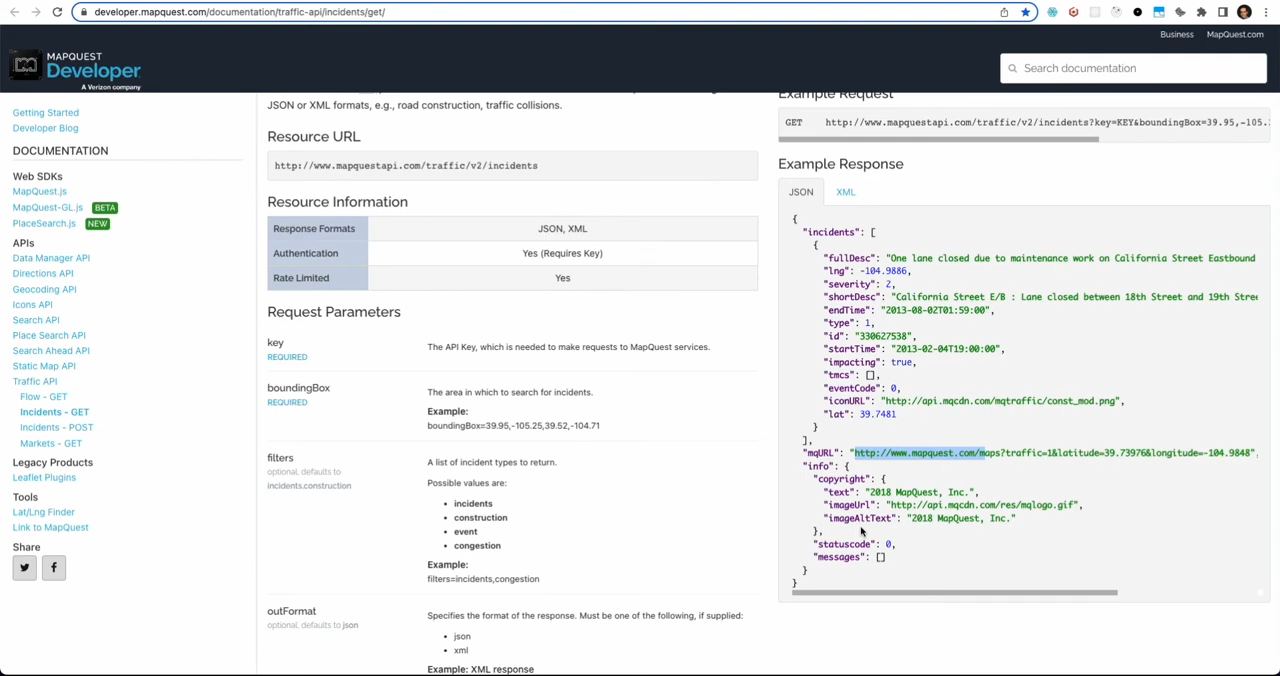 developer.mapquest.com/documentation/traffic-api/incidents/get/
Business MapQuest.com
MAPQUEST
Developer
A Verizon company
Search documentation
Getting Started
Developer Blog
DOCUMENTATION
Web SDKs
MapQuest.js
MapQuest-GL.js BETA
PlaceSearch.js NEW
APIs
Data Manager API
Directions API
Geocoding API
Icons API
Search API
Place Search API
Search Ahead API
Static Map API
Traffic API
Flow - GET
Incidents - GET
Incidents - POST
Markets - GET
Legacy Products
Leaflet Plugins
Tools
Lat/Lng Finder
Link to MapQuest
Share
JSON or XML formats, e.g., road construction, traffic collisions.
Resource URL
http://www.mapquestapi.com/traffic/v2/incidents
Resource Information
Response Formats JSON, XML
Authentication Yes (Requires Key)
Rate Limited Yes
Request Parameters
key
REQUIRED
The API Key, which is needed to make requests to MapQuest services.
boundingBox
REQUIRED
The area in which to search for incidents.
Example:
boundingBox=39.95,-105.25,39.52,-104.71
filters
optional, defaults to
incidents,construction
A list of incident types to return.
Possible values are:
• incidents
• construction
• event
• congestion
Example:
filters=incidents,congestion
outFormat
optional, defaults to json
Specifies the format of the response. Must be one of the following, if supplied:
• json
• xml
Example: XML response
Example Request
GET http://www.mapquestapi.com/traffic/v2/incidents?key=KEY&boundingBox=39.95,-105.
Example Response
JSON XML
{
"incidents": [
{
"fullDesc": "One lane closed due to maintenance work on California Street Eastbound
"lng": -104.9886,
"severity": 2,
"shortDesc": "California Street E/B : Lane closed between 18th Street and 19th Stre
"endTime": "2013-08-02T01:59:00",
"type": 1,
"id": "330627538",
"startTime": "2013-02-04T19:00:00",
"impacting": true,
"tmcs": [],
"eventCode": 0,
"iconURL": "http://api.mqcdn.com/mqtraffic/const_mod.png",
"lat": 39.7481
}
],
"mqURL": "http://www.mapquest.com/maps?traffic=1&latitude=39.73976&longitude=-104.9848",
"info": {
"copyright": {
"text": "2018 MapQuest, Inc.",
"imageUrl": "http://api.mqcdn.com/res/mqlogo.gif",
"imageAltText": "2018 MapQuest, Inc."
},
"statuscode": 0,
"messages": []
}
}